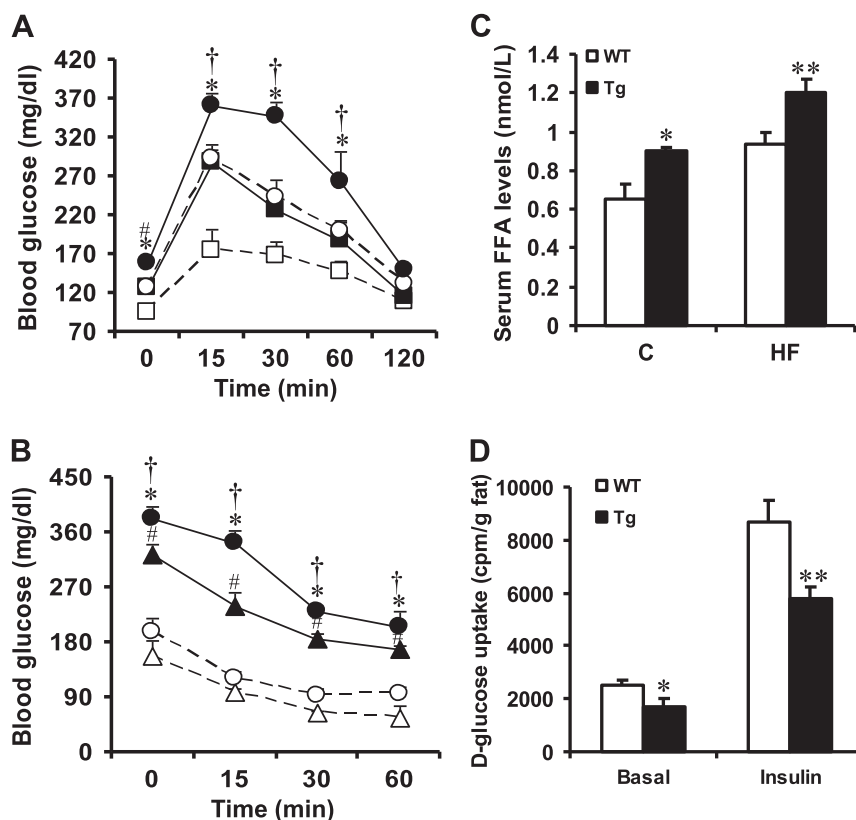 A
Blood glucose (mg/dl)
420
370
320
270
220
170
120
70
#
*
†
*
†
*
†
*
0 15 30 60 120
Time (min)
C
Serum FFA levels (nmol/L)
1.4
1.2
1
0.8
0.6
0.4
0.2
0
WT
Tg
*
**
C HF
B
Blood glucose (mg/dl)
450
360
270
180
90
0
†
*
#
†
*
#
†
*
#
†
*
#
0 15 30 60
Time (min)
D
D-glucose uptake (cpm/g fat)
10000
8000
6000
4000
2000
0
WT
Tg
*
**
Basal Insulin